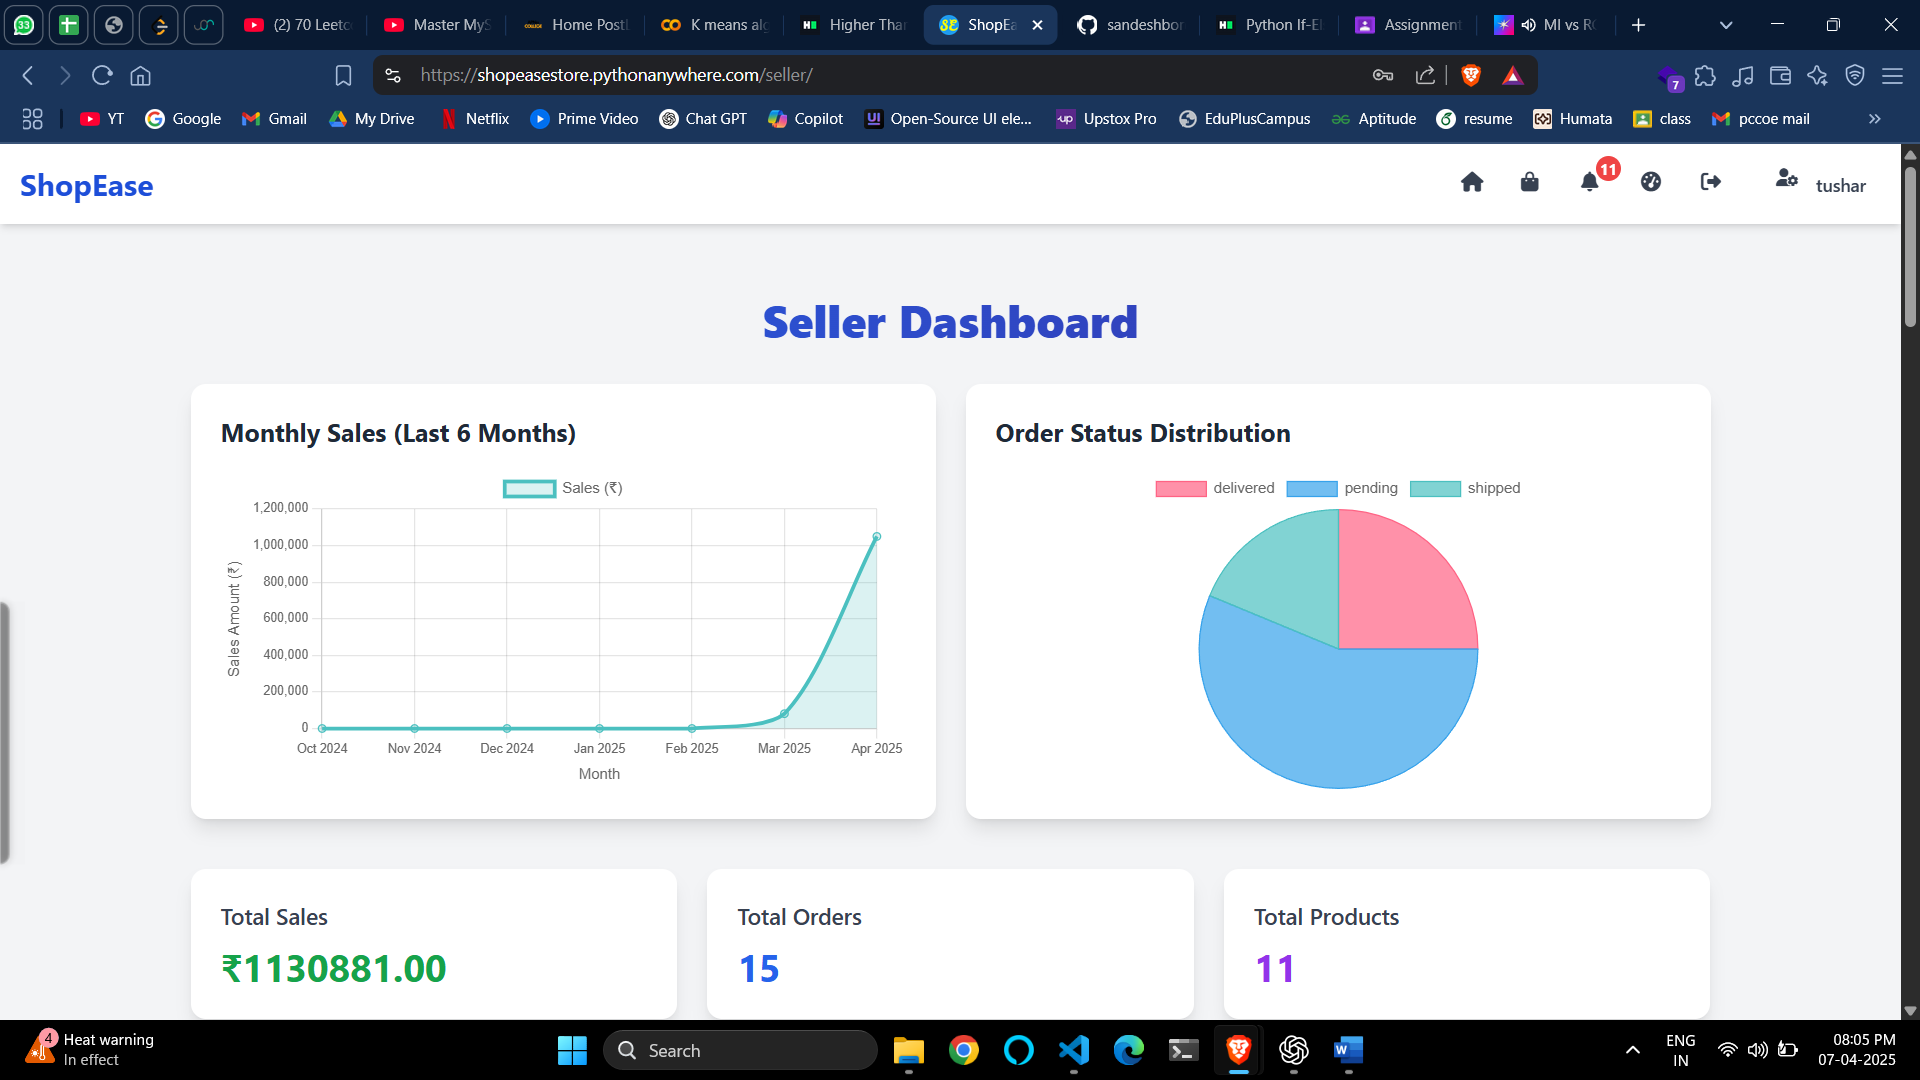 33
(2) 70 Leetc
Master MyS
Home Post
K means alg
Higher Tha
ShopEa
sandeshbor
Python If-El
Assignment
MI vs R
https://shopeasestore.pythonanywhere.com/seller/
7
YT
Google
Gmail
My Drive
Netflix
Prime Video
Chat GPT
Copilot
Open-Source UI ele...
Upstox Pro
EduPlusCampus
Aptitude
resume
Humata
class
pccoe mail
»
ShopEase
11
tushar
Seller Dashboard
Monthly Sales (Last 6 Months)
Sales (₹)
1,200,000
1,000,000
800,000
600,000
400,000
200,000
0
Sales Amount (₹)
Oct 2024 Nov 2024 Dec 2024 Jan 2025 Feb 2025 Mar 2025 Apr 2025
Month
Order Status Distribution
delivered pending shipped
Total Sales
₹1130881.00
Total Orders
15
Total Products
11
4
Heat warning
In effect
Search
ENG
IN
08:05 PM
07-04-2025